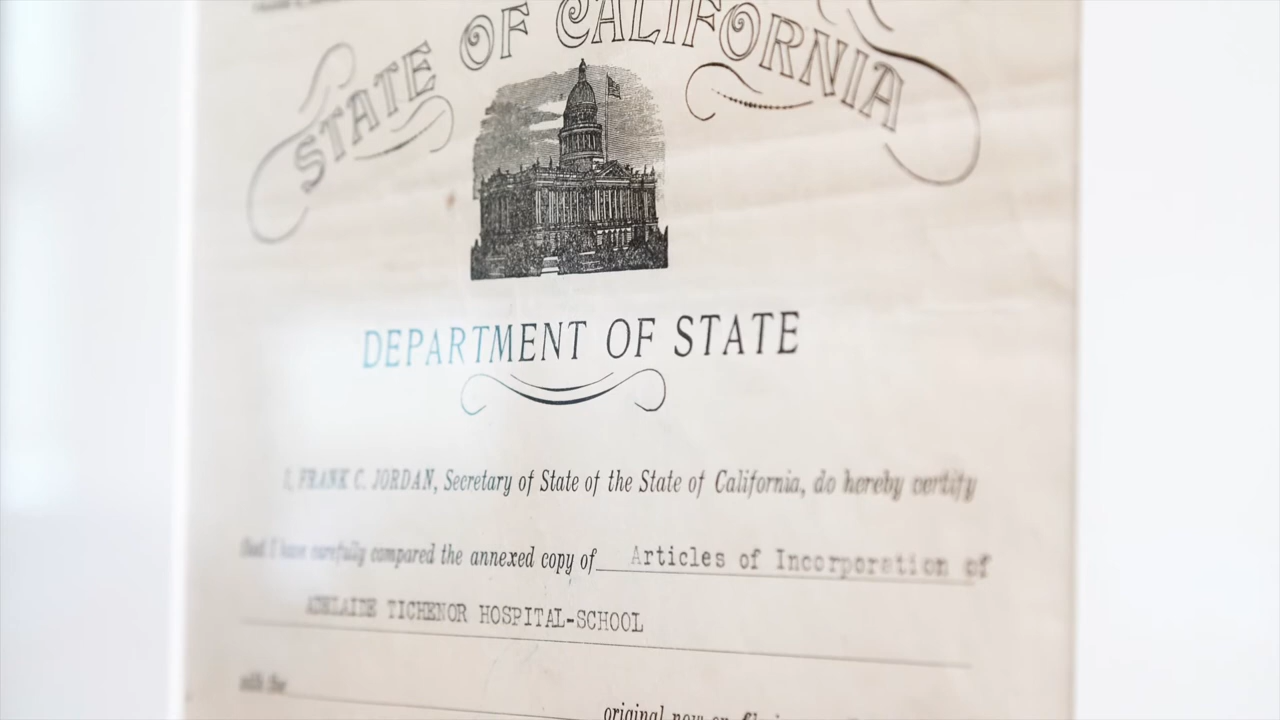 STATE OF CALIFORNIA
DEPARTMENT OF STATE
I, FRANK C. JORDAN, Secretary of State of the State of California, do hereby certify
that I have carefully compared the annexed copy of Articles of Incorporation of
ADELAIDE TICHENOR HOSPITAL-SCHOOL
with the
original now on file